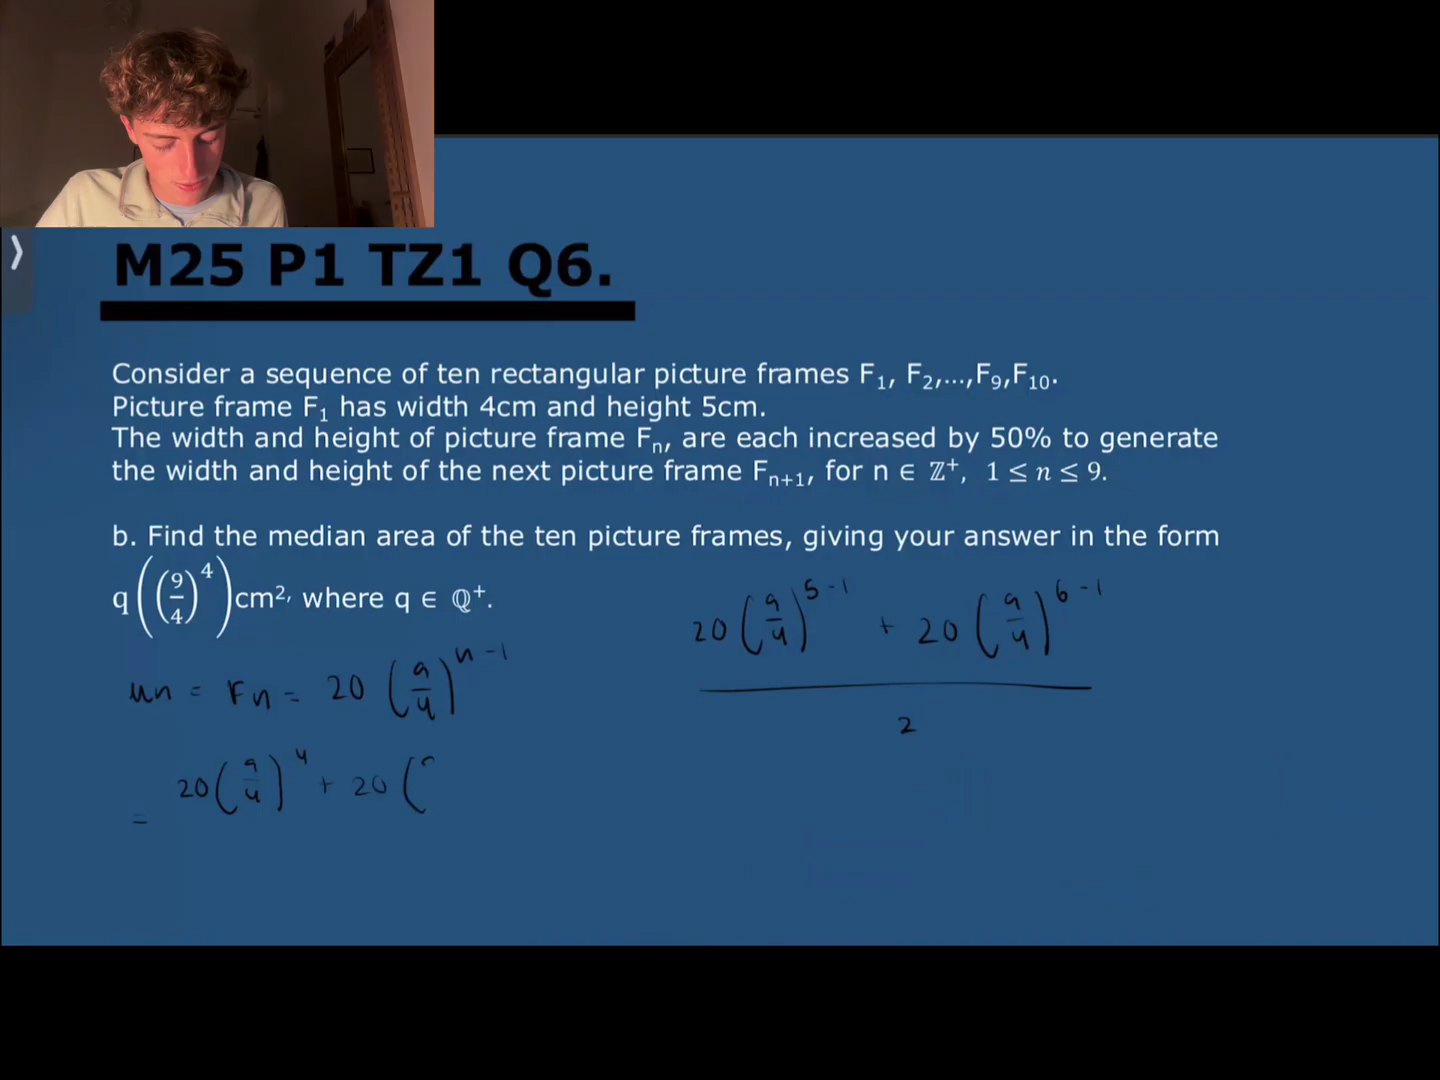 M25 P1 TZ1 Q6.
Consider a sequence of ten rectangular picture frames F₁, F₂,...,F₉,F₁₀.
Picture frame F₁ has width 4cm and height 5cm.
The width and height of picture frame Fₙ, are each increased by 50% to generate
the width and height of the next picture frame Fₙ₊₁, for n ∈ ℤ⁺, 1 ≤ n ≤ 9.
b. Find the median area of the ten picture frames, giving your answer in the form
q((9/4)⁴)cm², where q ∈ ℚ⁺.
un = Fn = 20 (9/4)ⁿ⁻¹
20 (9/4)⁵⁻¹ + 20 (9/4)⁶⁻¹
2
= 20(9/4)⁴ + 20 (